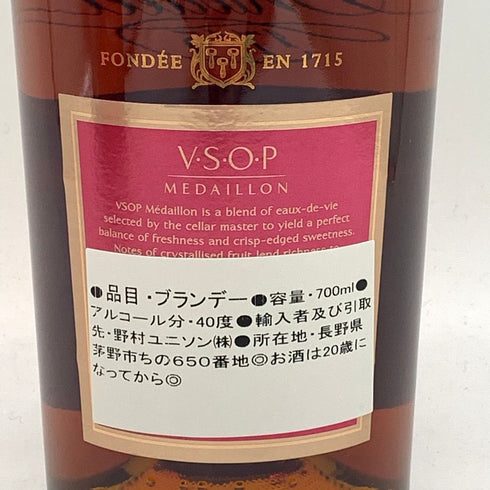 FONDÉE EN 1715
V·S·O·P
MEDAILLON
VSOP Médaillon is a blend of eaux-de-vie
selected by the cellar master to yield a perfect
balance of freshness and crisp-edged sweetness.
Notes of crystallised fruit lend richness to
●品目・ブランデー●容量・700ml●
アルコール分・40度●輸入者及び引取
先・野村ユニソン㈱●所在地・長野県
茅野市ちの650番地◎お酒は20歳に
なってから◎